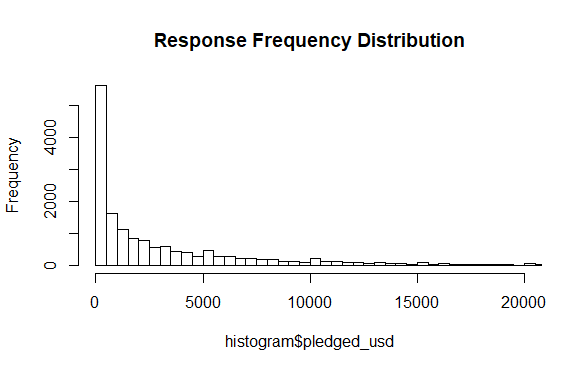 Response Frequency Distribution
Frequency
0
2000
4000
0 5000 10000 15000 20000
histogram$pledged_usd